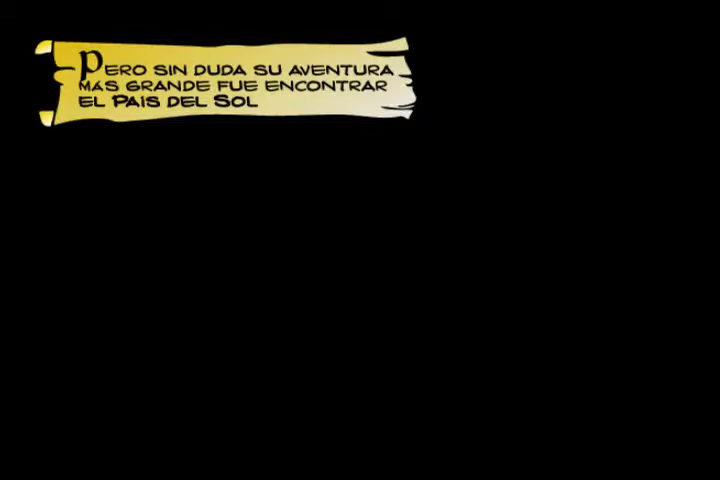 Pero sin duda su aventura
más grande fue encontrar
el País del Sol